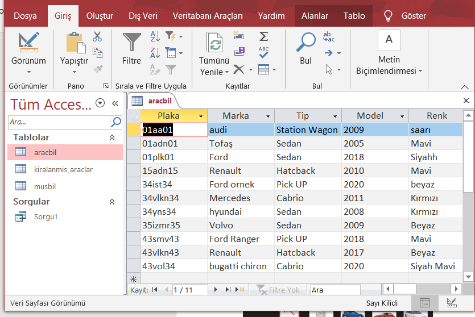 Dosya Giriş Oluştur Dış Veri Veritabanı Araçları Yardım Alanlar Tablo Göster
Görünüm Yapıştır Filtre Tümünü Yenile Bul Metin Biçimlendirmesi
Görünümler Pano Sırala ve Filtre Uygula Kayıtlar Bul
Tüm Acces...
Ara...
Tablolar
aracbil
kiralanmis_araclar
musbil
Sorgular
Sorgu1
aracbil
Plaka Marka Tip Model Renk
01aa01 audi Station Wagon 2009 saarı
01adn01 Tofaş Sedan 2005 Mavi
01plk01 Ford Sedan 2018 Siyahh
15adn15 Renault Hatcback 2010 Mavi
34ist34 Ford ornek Pick UP 2020 beyaz
34vlkn34 Mercedes Cabrio 2011 Kırmızı
34yns34 hyundai Sedan 2008 Kırmızı
35izmr35 Volvo Sedan 2009 Beyaz
43smv43 Ford Ranger Pick UP 2018 Mavi
43vlkn43 Renault Hatcback 2017 Beyaz
43vol34 bugatti chiron Cabrio 2020 Siyah Mavi
Kayıt: 1 / 11 Filtre Yok Ara
Veri Sayfası Görünümü Sayı Kilidi